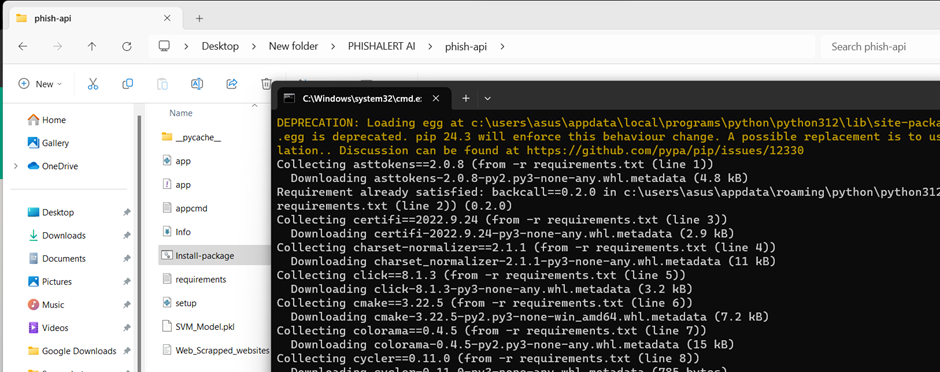 phish-api
Desktop
New folder
PHISHALERT AI
phish-api
Search phish-api
New
Home
Gallery
OneDrive
Desktop
Downloads
Documents
Pictures
Music
Videos
Google Downloads
Name
__pycache__
app
app
appcmd
Info
Install-package
requirements
setup
SVM_Model.pkl
Web_Scrapped_websites
C:\Windows\system32\cmd.e
DEPRECATION: Loading egg at c:\users\asus\appdata\local\programs\python\python312\lib\site-packa
.egg is deprecated. pip 24.3 will enforce this behaviour change. A possible replacement is to us
lation.. Discussion can be found at https://github.com/pypa/pip/issues/12330
Collecting asttokens==2.0.8 (from -r requirements.txt (line 1))
Downloading asttokens-2.0.8-py2.py3-none-any.whl.metadata (4.8 kB)
Requirement already satisfied: backcall==0.2.0 in c:\users\asus\appdata\roaming\python\python312
requirements.txt (line 2)) (0.2.0)
Collecting certifi==2022.9.24 (from -r requirements.txt (line 3))
Downloading certifi-2022.9.24-py3-none-any.whl.metadata (2.9 kB)
Collecting charset-normalizer==2.1.1 (from -r requirements.txt (line 4))
Downloading charset_normalizer-2.1.1-py3-none-any.whl.metadata (11 kB)
Collecting click==8.1.3 (from -r requirements.txt (line 5))
Downloading click-8.1.3-py3-none-any.whl.metadata (3.2 kB)
Collecting cmake==3.22.5 (from -r requirements.txt (line 6))
Downloading cmake-3.22.5-py2.py3-none-win_amd64.whl.metadata (7.2 kB)
Collecting colorama==0.4.5 (from -r requirements.txt (line 7))
Downloading colorama-0.4.5-py2.py3-none-any.whl.metadata (15 kB)
Collecting cycler==0.11.0 (from -r requirements.txt (line 8))
Downloading cycler-0.11.0-py3-none-any.whl.metadata (785 bytes)